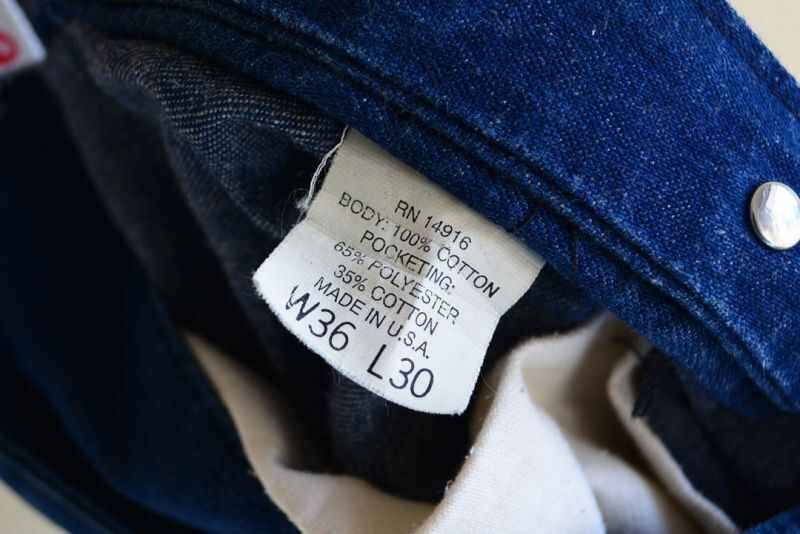 RN 14916
BODY: 100% COTTON
POCKETING:
65% POLYESTER
35% COTTON
MADE IN U.S.A.
W36 L30